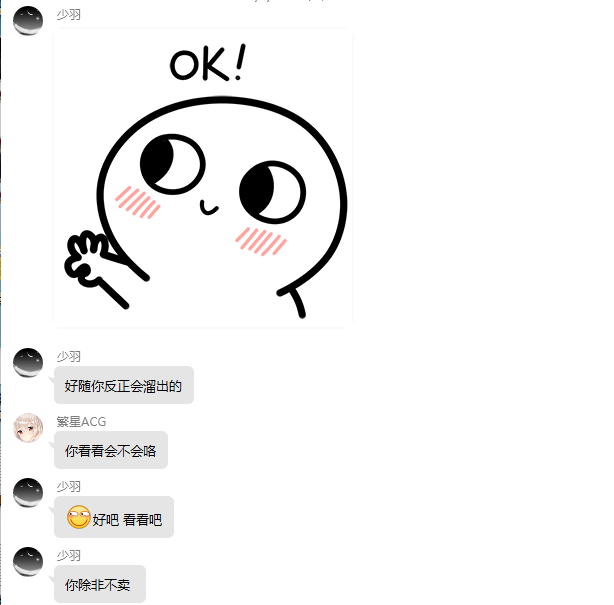 少羽
OK!
少羽
好随你反正会溜出的
繁星ACG
你看看会不会咯
少羽
好吧 看看吧
少羽
你除非不卖